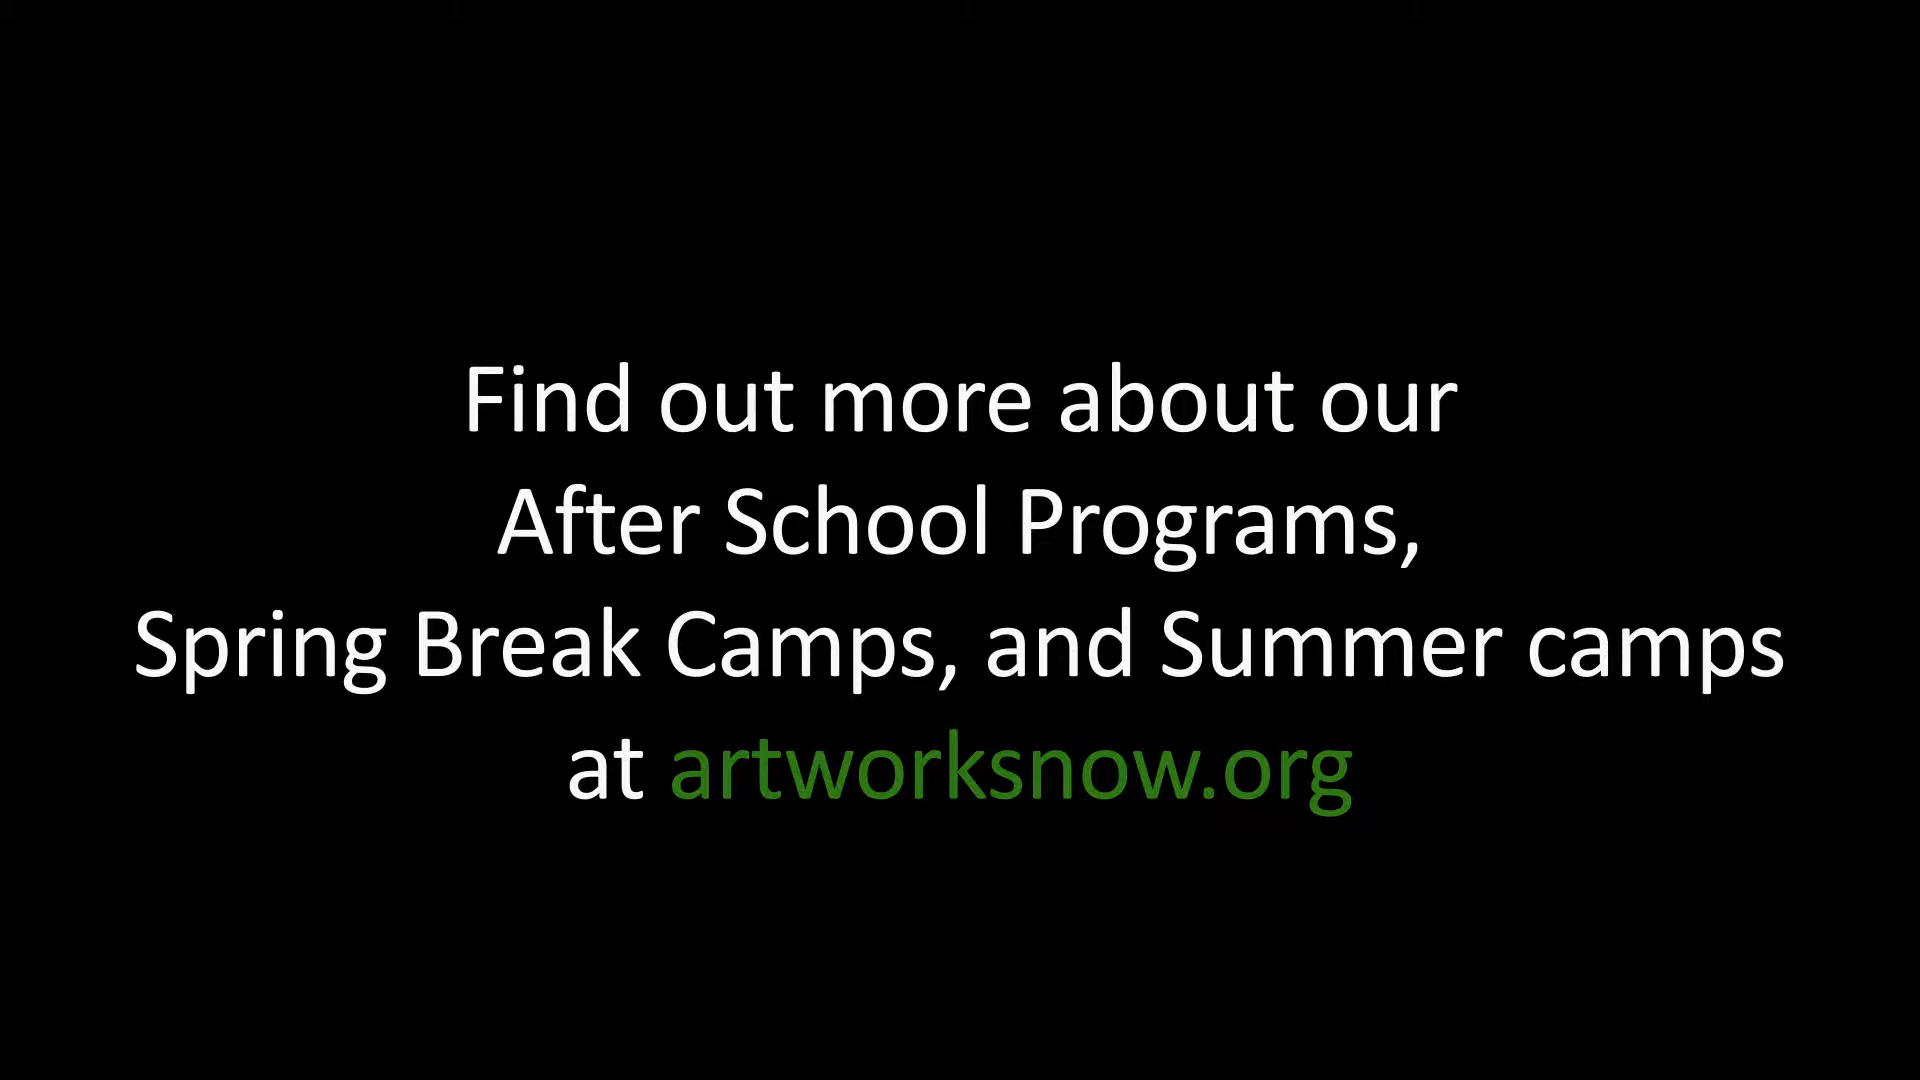 Find out more about our
After School Programs,
Spring Break Camps, and Summer camps
at artworksnow.org